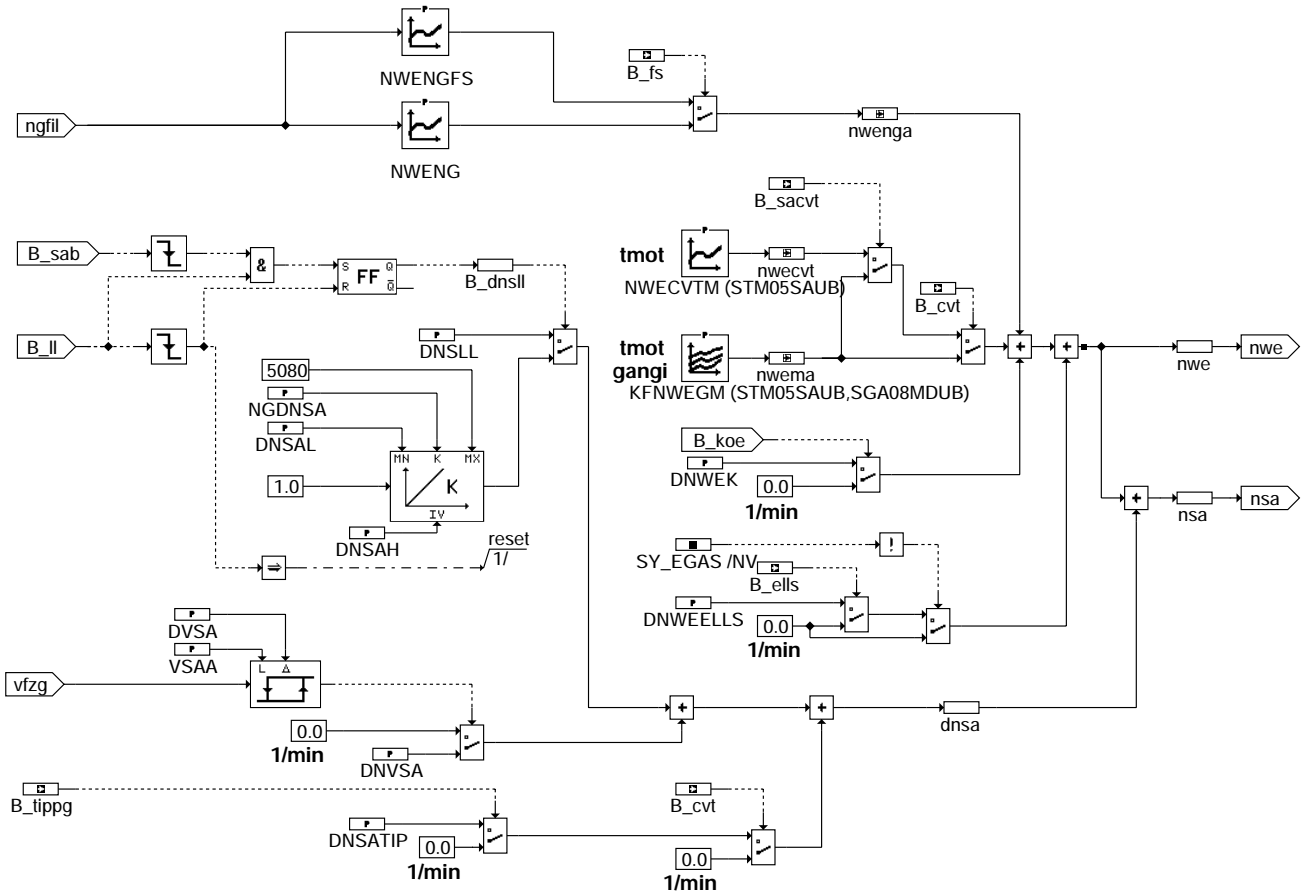 NWENGFS
B_fs
ngfil
nwenga
NWENG
B_sacvt
B_sab
&
S Q
FF
R Q̅
B_dnsll
tmot
nwecvt
NWECVTM (STM05SAUB)
B_cvt
B_ll
DNSLL
tmot
gangi
nwema
KFNWEGM (STM05SAUB,SGA08MDUB)
+
+
nwe
nwe
5080
NGDNSA
DNSAL
MN K MX
K
IV
1.0
DNSAH
reset
1/
⇒
B_koe
DNWEK
0.0
1/min
+
nsa
nsa
SY_EGAS /NV
!
B_ells
DNWEELLS
0.0
1/min
DVSA
VSAA
L Δ
vfzg
0.0
1/min
DNVSA
+
+
dnsa
B_tippg
B_cvt
DNSATIP
0.0
1/min
0.0
1/min